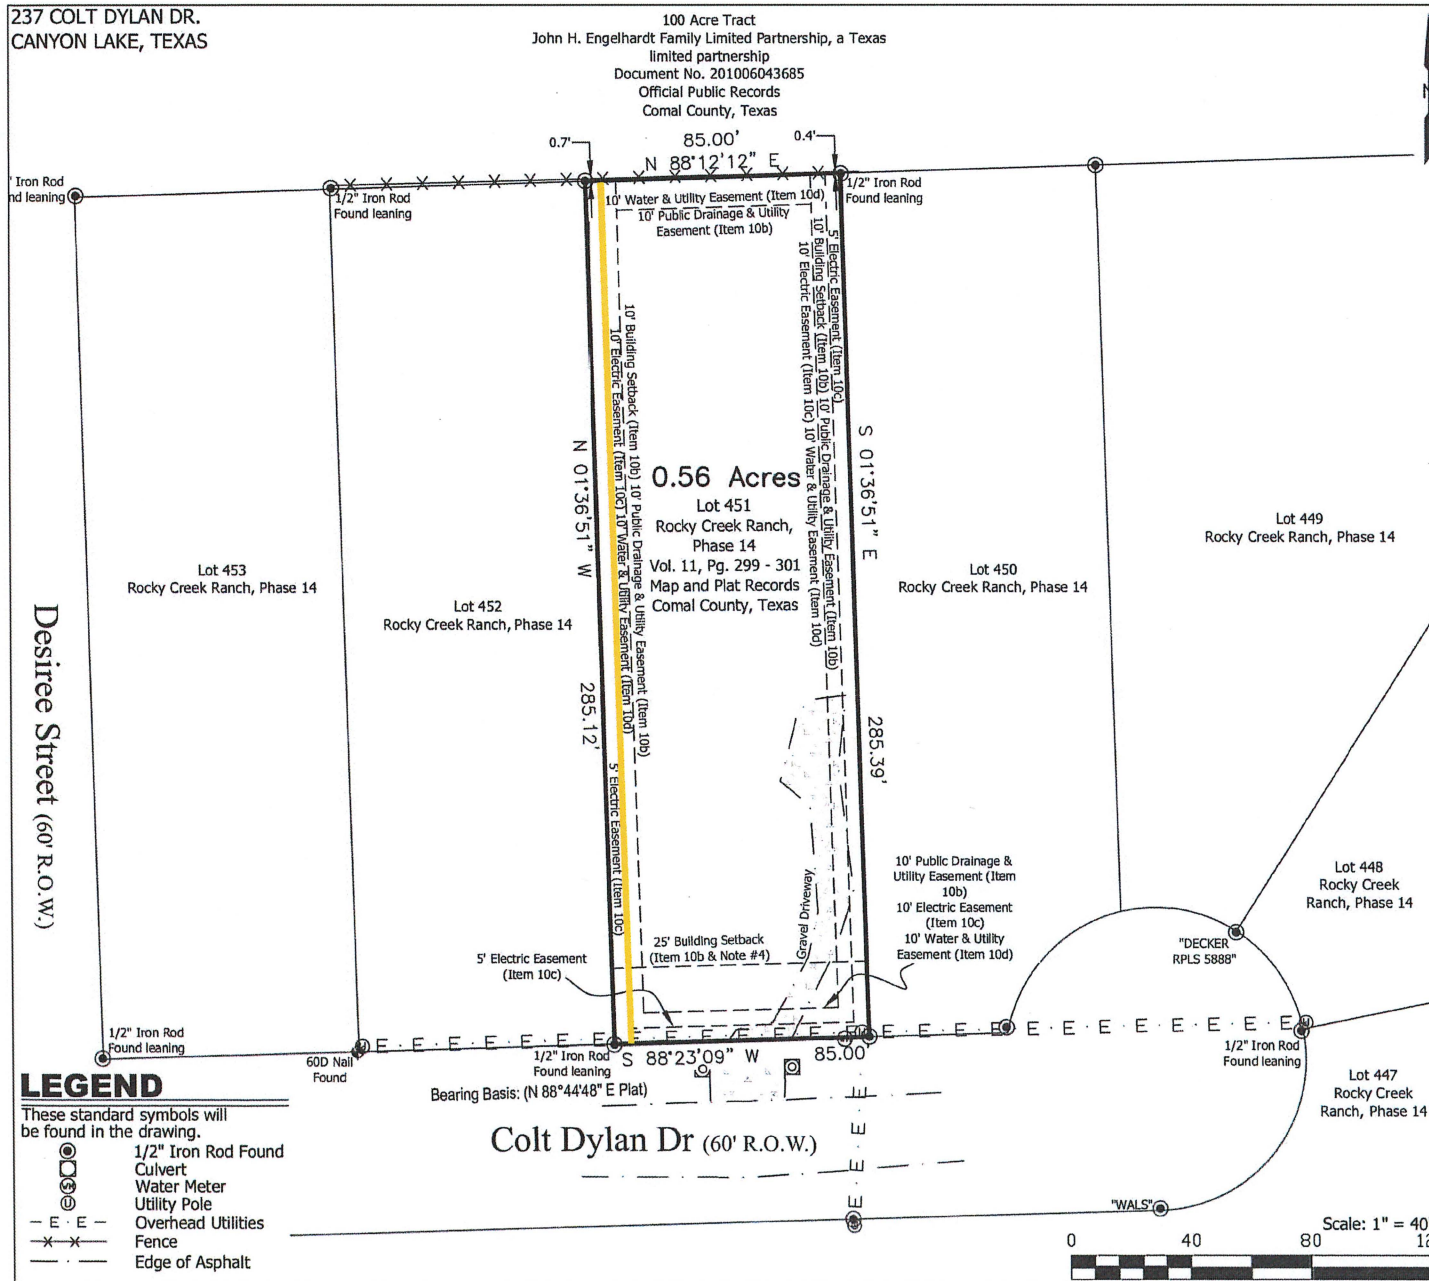 237 COLT DYLAN DR.
CANYON LAKE, TEXAS
100 Acre Tract
John H. Engelhardt Family Limited Partnership, a Texas
limited partnership
Document No. 201006043685
Official Public Records
Comal County, Texas
0.7'
85.00'
0.4'
N 88°12'12" E
' Iron Rod
nd leaning
1/2" Iron Rod
Found leaning
1/2" Iron Rod
Found leaning
10' Water & Utility Easement (Item 10d)
10' Public Drainage & Utility
Easement (Item 10b)
5' Electric Easement (Item 10c)
10' Building Setback (Item 10b) 10' Public Drainage & Utility Easement (Item 10b)
10' Electric Easement (Item 10c) 10' Water & Utility Easement (Item 10d)
10' Building Setback (Item 10b) 10' Public Drainage & Utility Easement (Item 10b)
10' Electric Easement (Item 10c) 10' Water & Utility Easement (Item 10d)
5' Electric Easement (Item 10c)
N 01°36'51" W
285.12'
S 01°36'51" E
285.39'
0.56 Acres
Lot 451
Rocky Creek Ranch,
Phase 14
Vol. 11, Pg. 299 - 301
Map and Plat Records
Comal County, Texas
Lot 453
Rocky Creek Ranch, Phase 14
Lot 452
Rocky Creek Ranch, Phase 14
Lot 450
Rocky Creek Ranch, Phase 14
Lot 449
Rocky Creek Ranch, Phase 14
Desiree Street (60' R.O.W.)
Gravel Driveway
10' Public Drainage &
Utility Easement (Item
10b)
10' Electric Easement
(Item 10c)
10' Water & Utility
Easement (Item 10d)
Lot 448
Rocky Creek
Ranch, Phase 14
"DECKER
RPLS 5888"
25' Building Setback
(Item 10b & Note #4)
5' Electric Easement
(Item 10c)
1/2" Iron Rod
Found leaning
60D Nail
Found
1/2" Iron Rod
Found leaning
S 88°23'09" W
85.00'
1/2" Iron Rod
Found leaning
Bearing Basis: (N 88°44'48" E Plat)
Lot 447
Rocky Creek
Ranch, Phase 14
Colt Dylan Dr (60' R.O.W.)
"WALS"
LEGEND
These standard symbols will
be found in the drawing.
1/2" Iron Rod Found
Culvert
Water Meter
Utility Pole
E E Overhead Utilities
Fence
Edge of Asphalt
Scale: 1" = 40
0 40 80 12